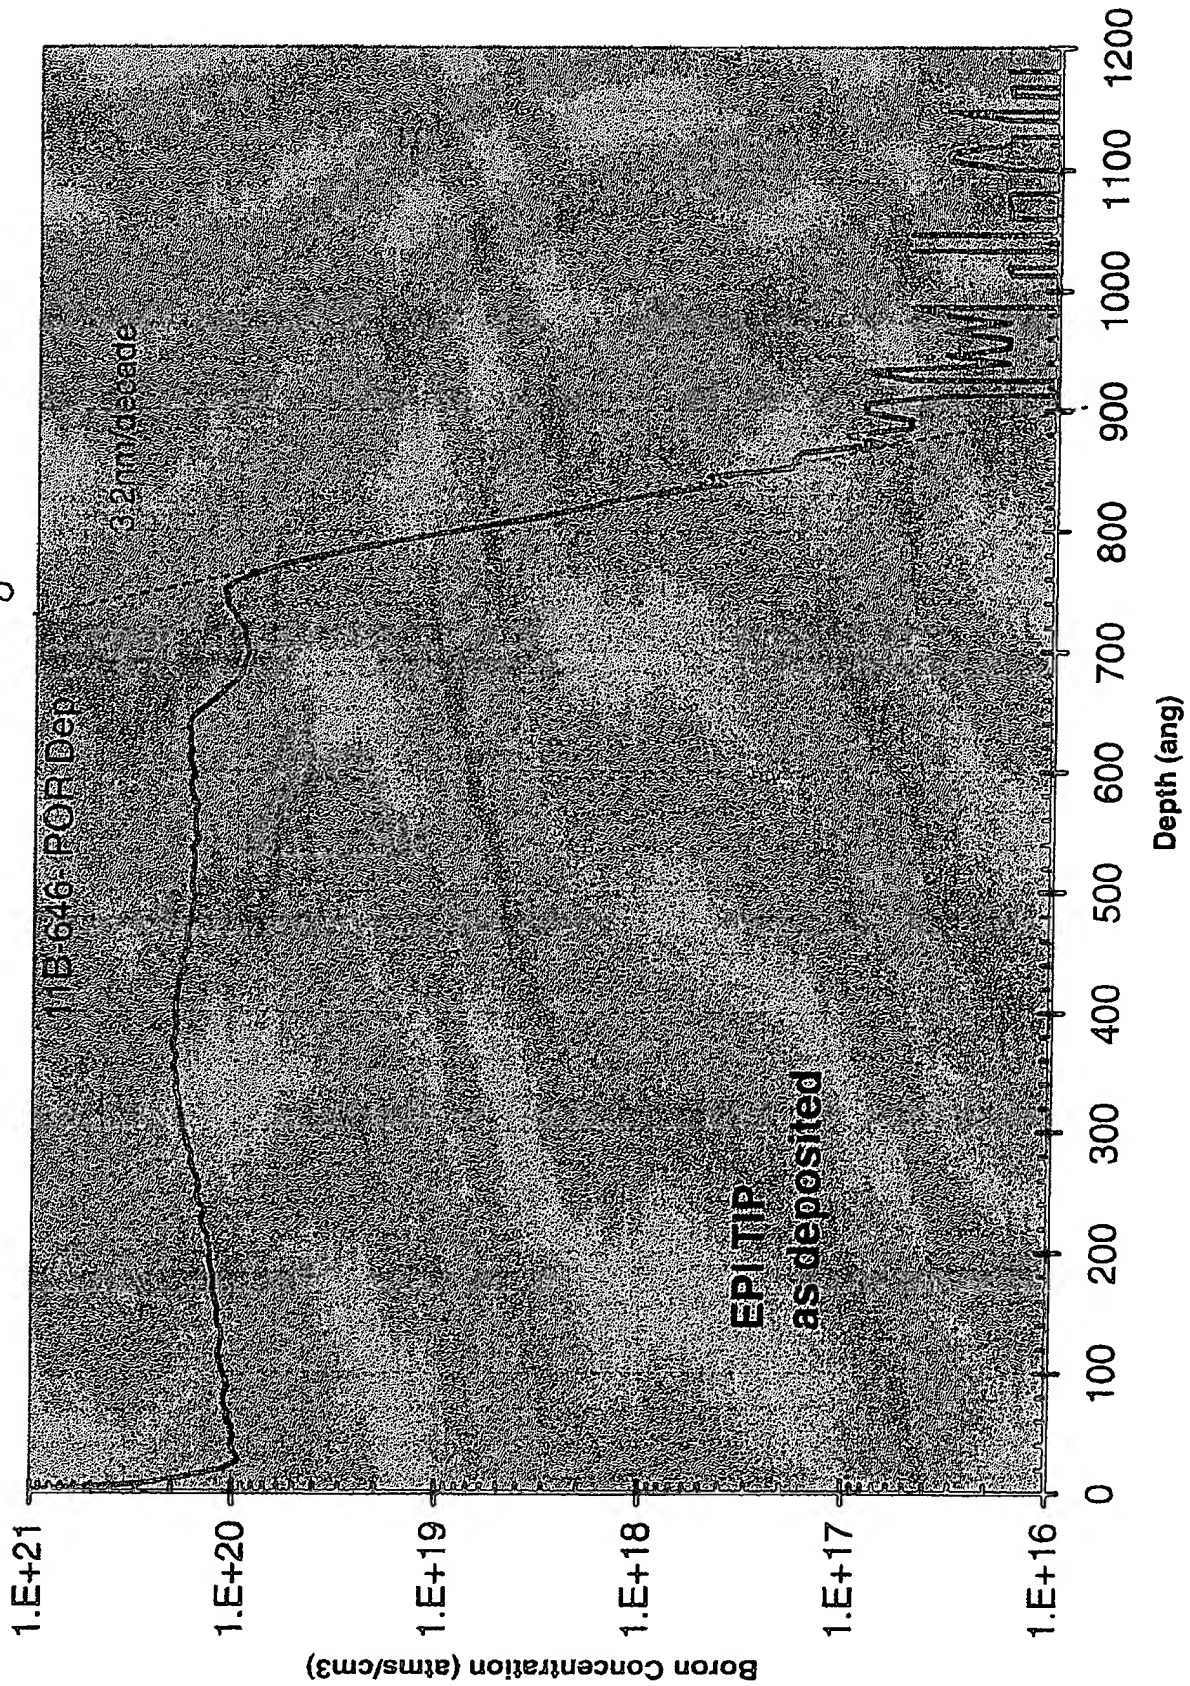 11B-646- POR Dep
3.2nm/decade
EPI TIP
as deposited
Boron Concentration (atms/cm3)
1.E+21
1.E+20
1.E+19
1.E+18
1.E+17
1.E+16
0
100
200
300
400
500
600
700
800
900
1000
1100
1200
Depth (ang)